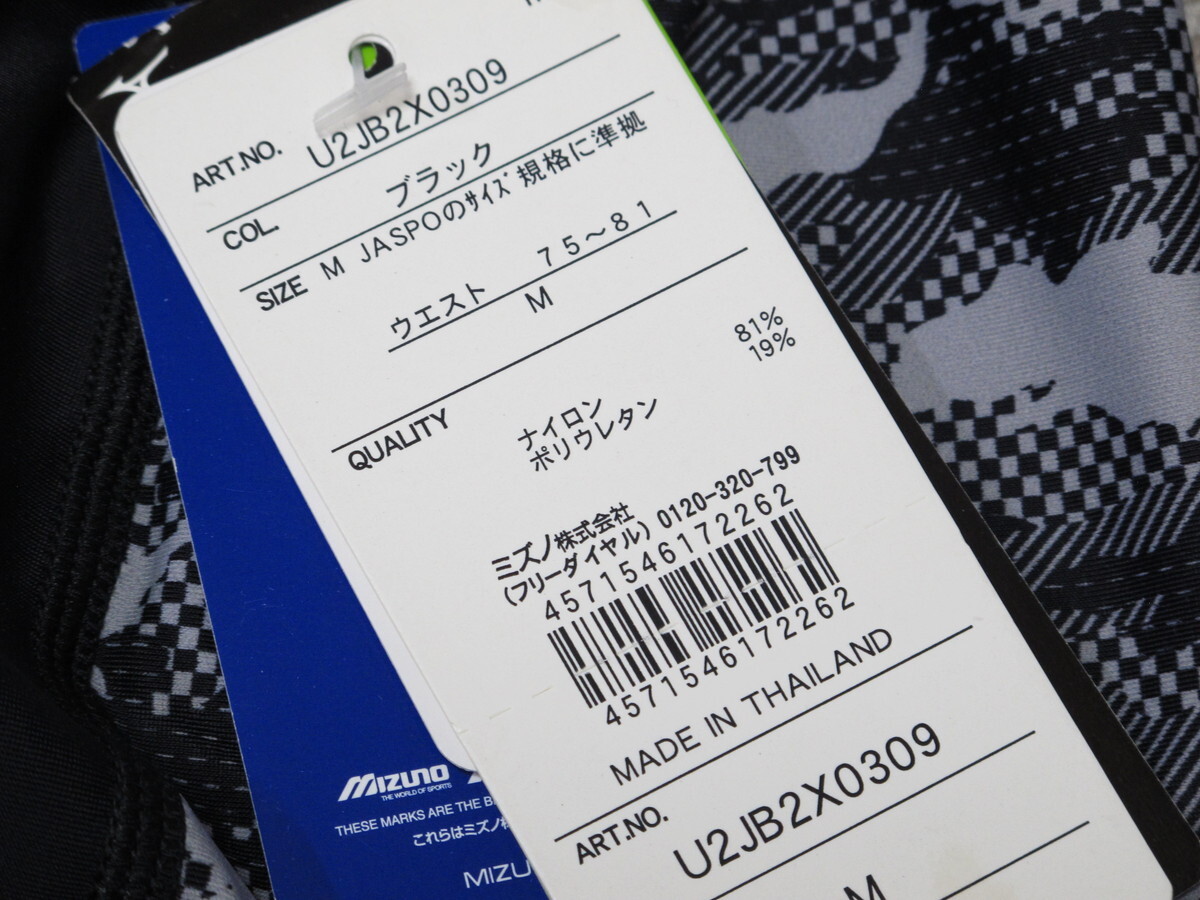 ART.NO. U2JB2X0309
COL. ブラック
SIZE M JASPOのサイズ規格に準拠
ウエスト 75~81
M
QUALITY
ナイロン 81%
ポリウレタン 19%
ミズノ株式会社
(フリーダイヤル) 0120-320-799
4571546172262
4571546172262
MADE IN THAILAND
ART.NO. U2JB2X0309
M
MIZUNO
THE WORLD OF SPORTS
THESE MARKS ARE THE
これらはミズノ
MIZU